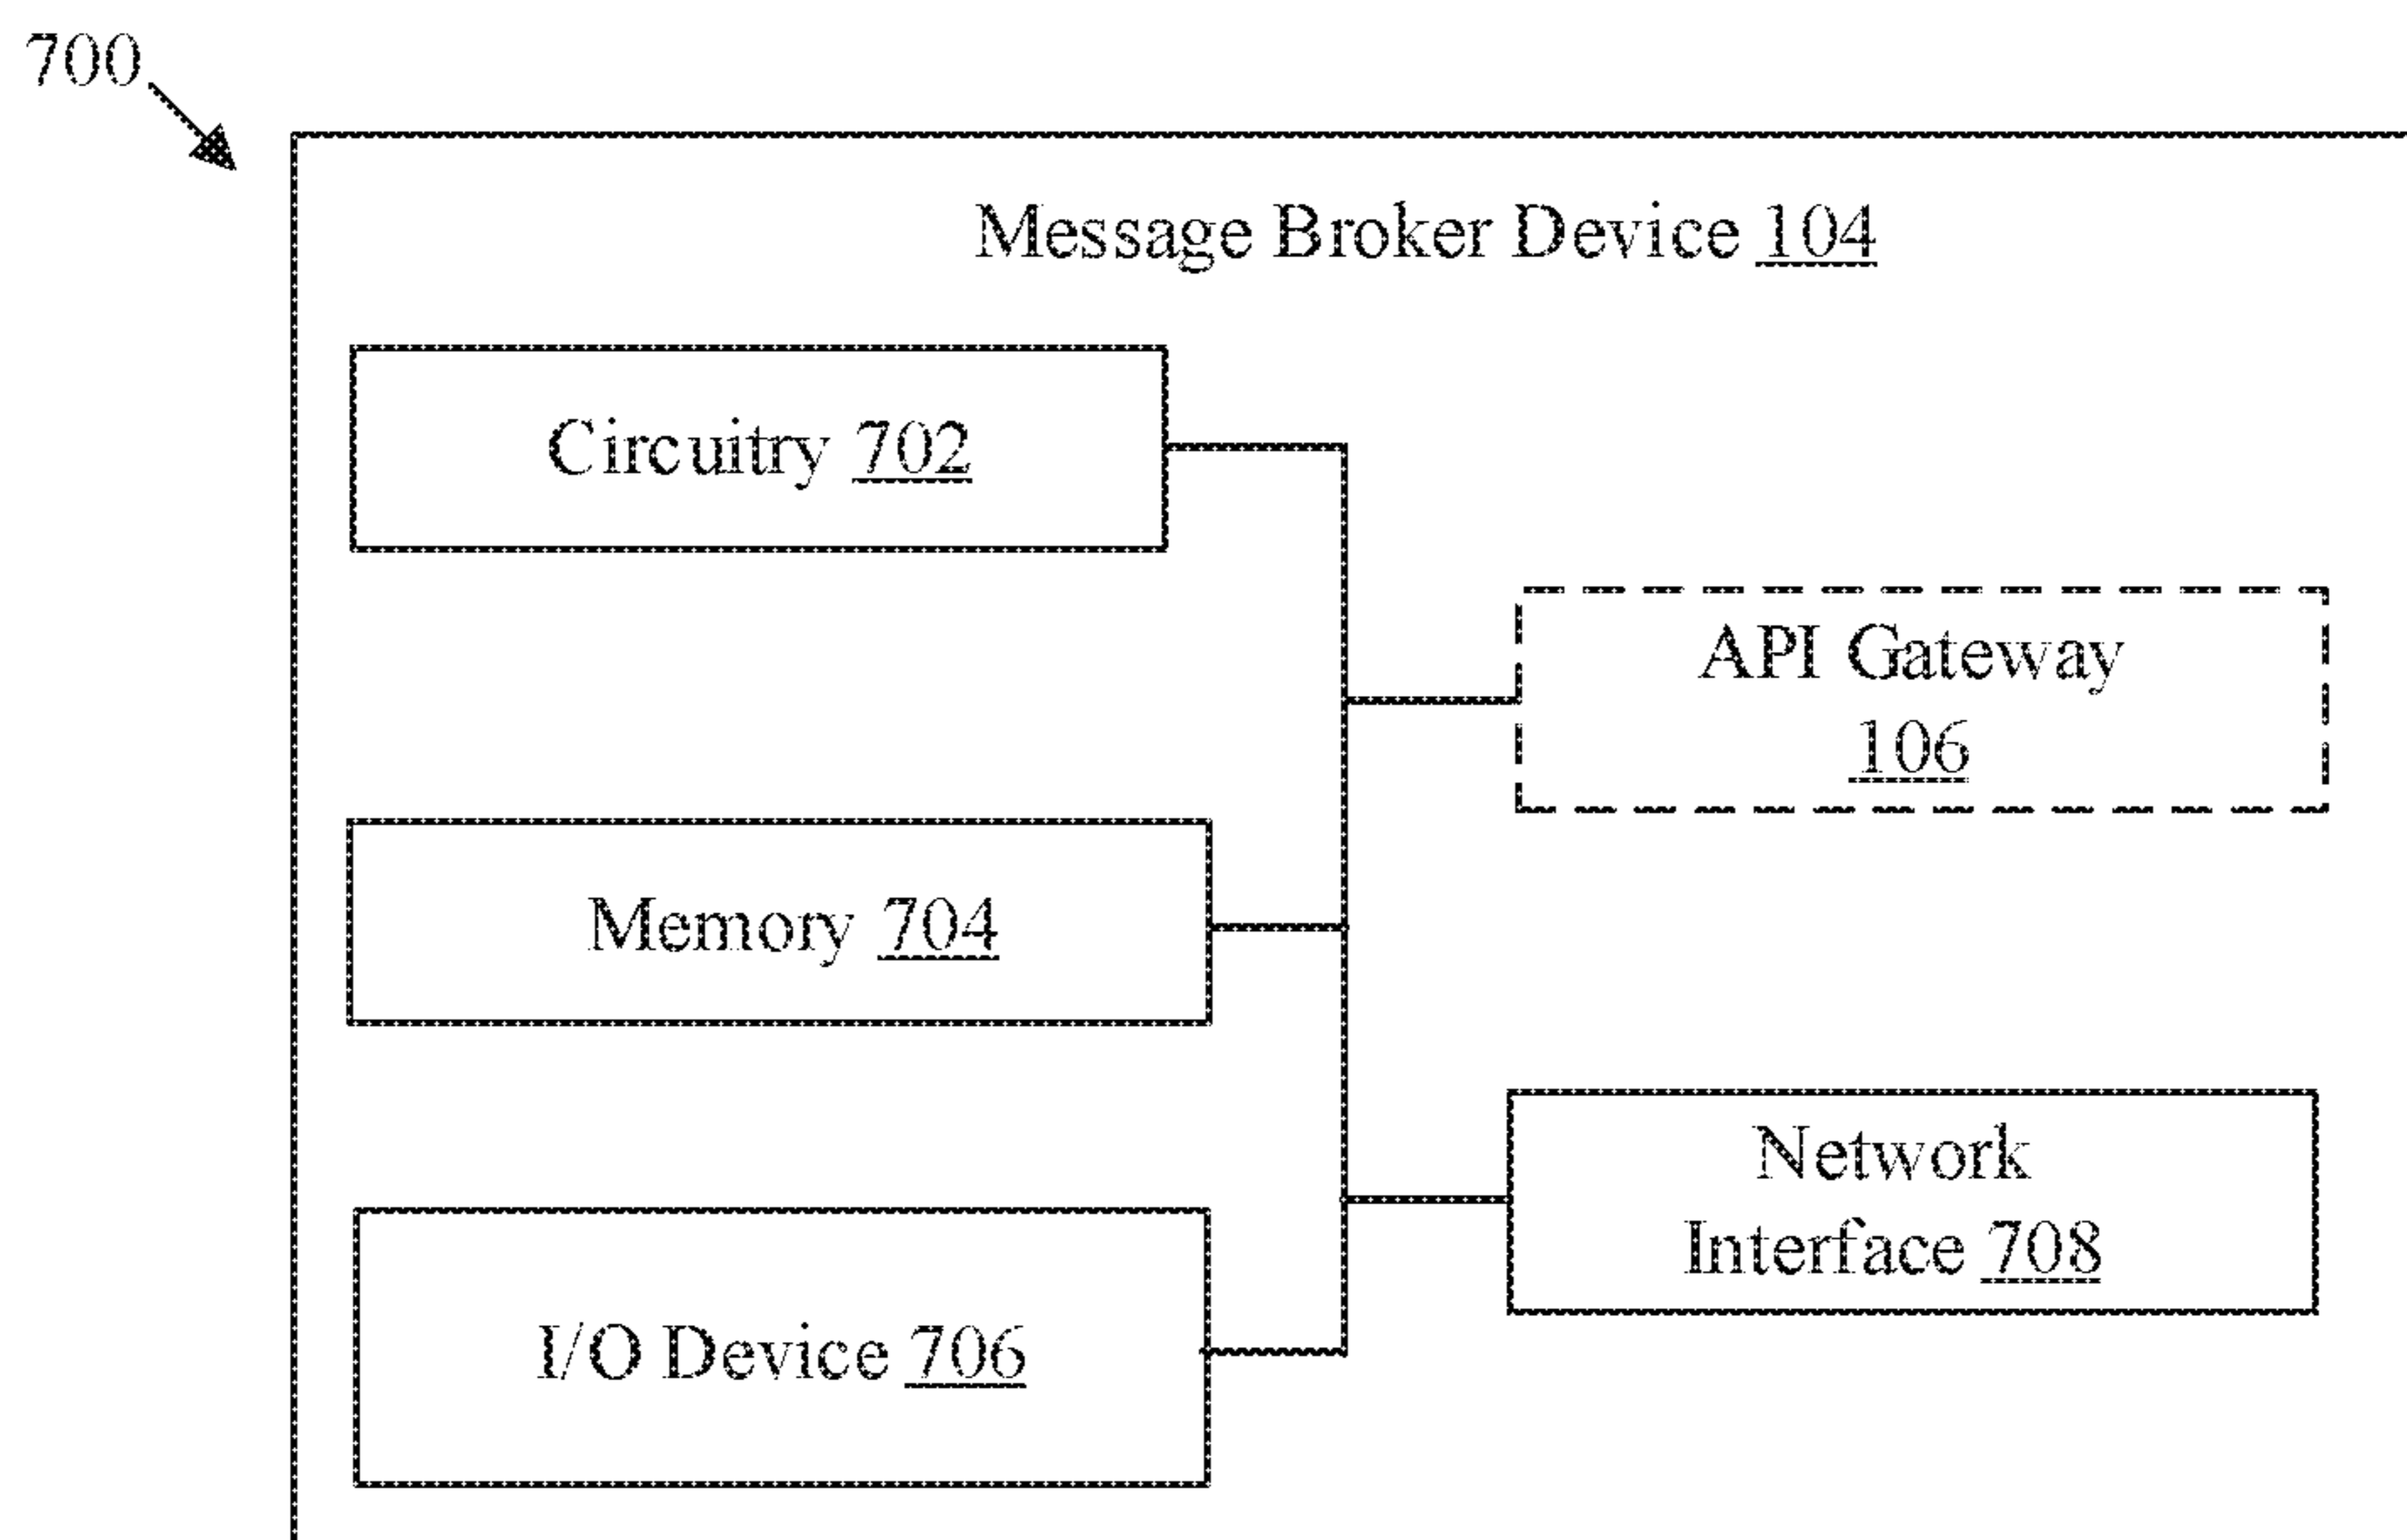 700
Message Broker Device 104
Circuitry 702
API Gateway
106
Memory 704
Network
Interface 708
I/O Device 706